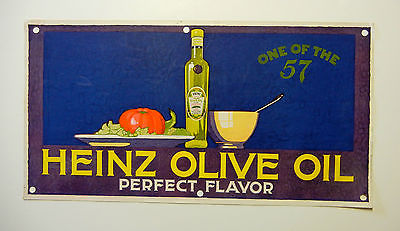 ONE OF THE
57
HEINZ OLIVE OIL
PERFECT FLAVOR